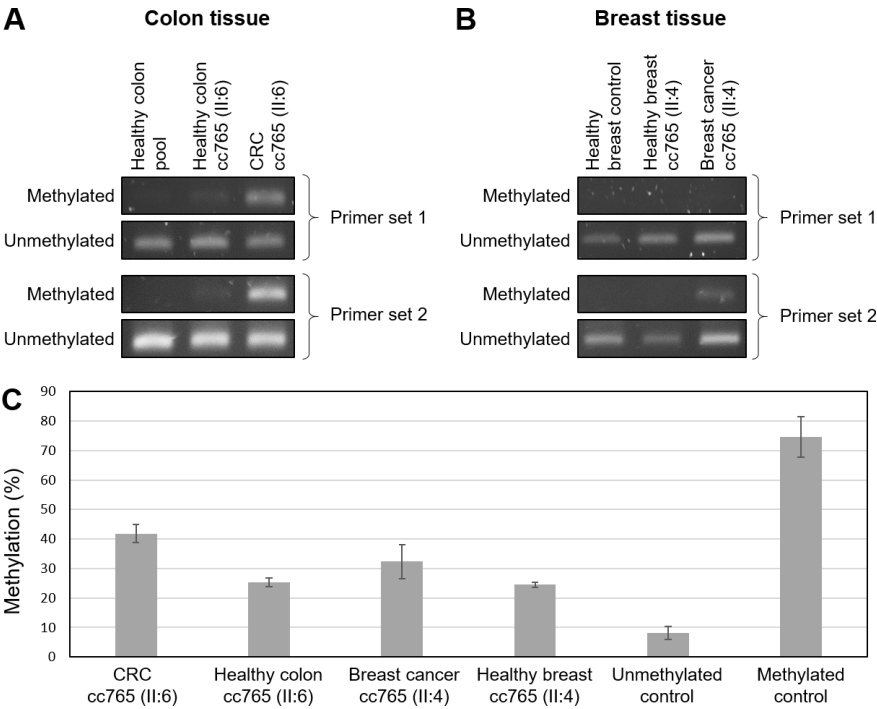 A
Colon tissue
Healthy colon
pool
Healthy colon
cc765 (II:6)
CRC
cc765 (II:6)
Methylated
Unmethylated
Primer set 1
Methylated
Unmethylated
Primer set 2
B
Breast tissue
Healthy
breast control
Healthy breast
cc765 (II:4)
Breast cancer
cc765 (II:4)
Methylated
Unmethylated
Primer set 1
Methylated
Unmethylated
Primer set 2
C
Methylation (%)
90
80
70
60
50
40
30
20
10
0
CRC
cc765 (II:6)
Healthy colon
cc765 (II:6)
Breast cancer
cc765 (II:4)
Healthy breast
cc765 (II:4)
Unmethylated
control
Methylated
control